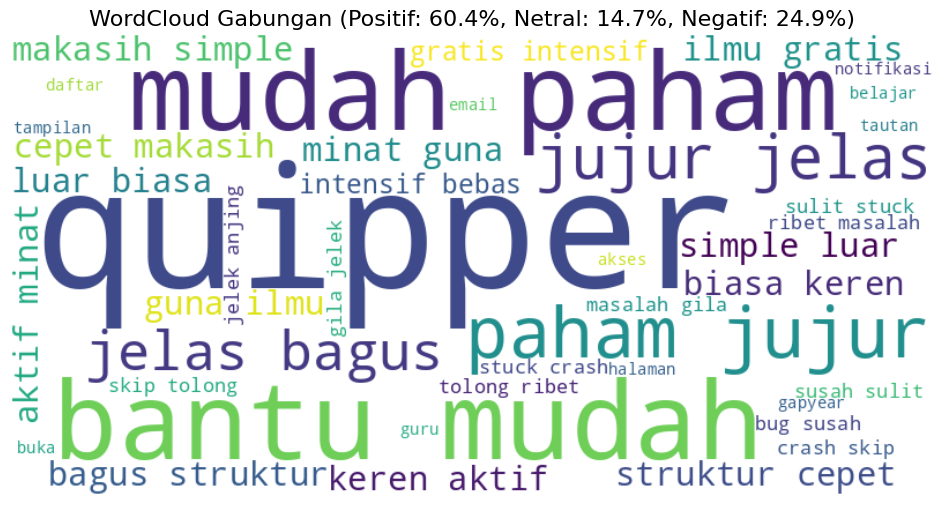 WordCloud Gabungan (Positif: 60.4%, Netral: 14.7%, Negatif: 24.9%)
makasih simple
gratis intensif
ilmu gratis
mudah paham
notifikasi
daftar
email
belajar
tampilan
tautan
cepet makasih
minat guna
jujur jelas
luar biasa
intensif bebas
quipper
jelek anjing
aktif minat
gila jelek
sulit stuck
ribet masalah
simple luar
akses
biasa keren
guna ilmu
masalah gila
paham jujur
jelas bagus
stuck crash
halaman
skip tolong
tolong ribet
susah sulit
bantu mudah
gapyear
guru
bug susah
buka
crash skip
bagus struktur
keren aktif
struktur cepet